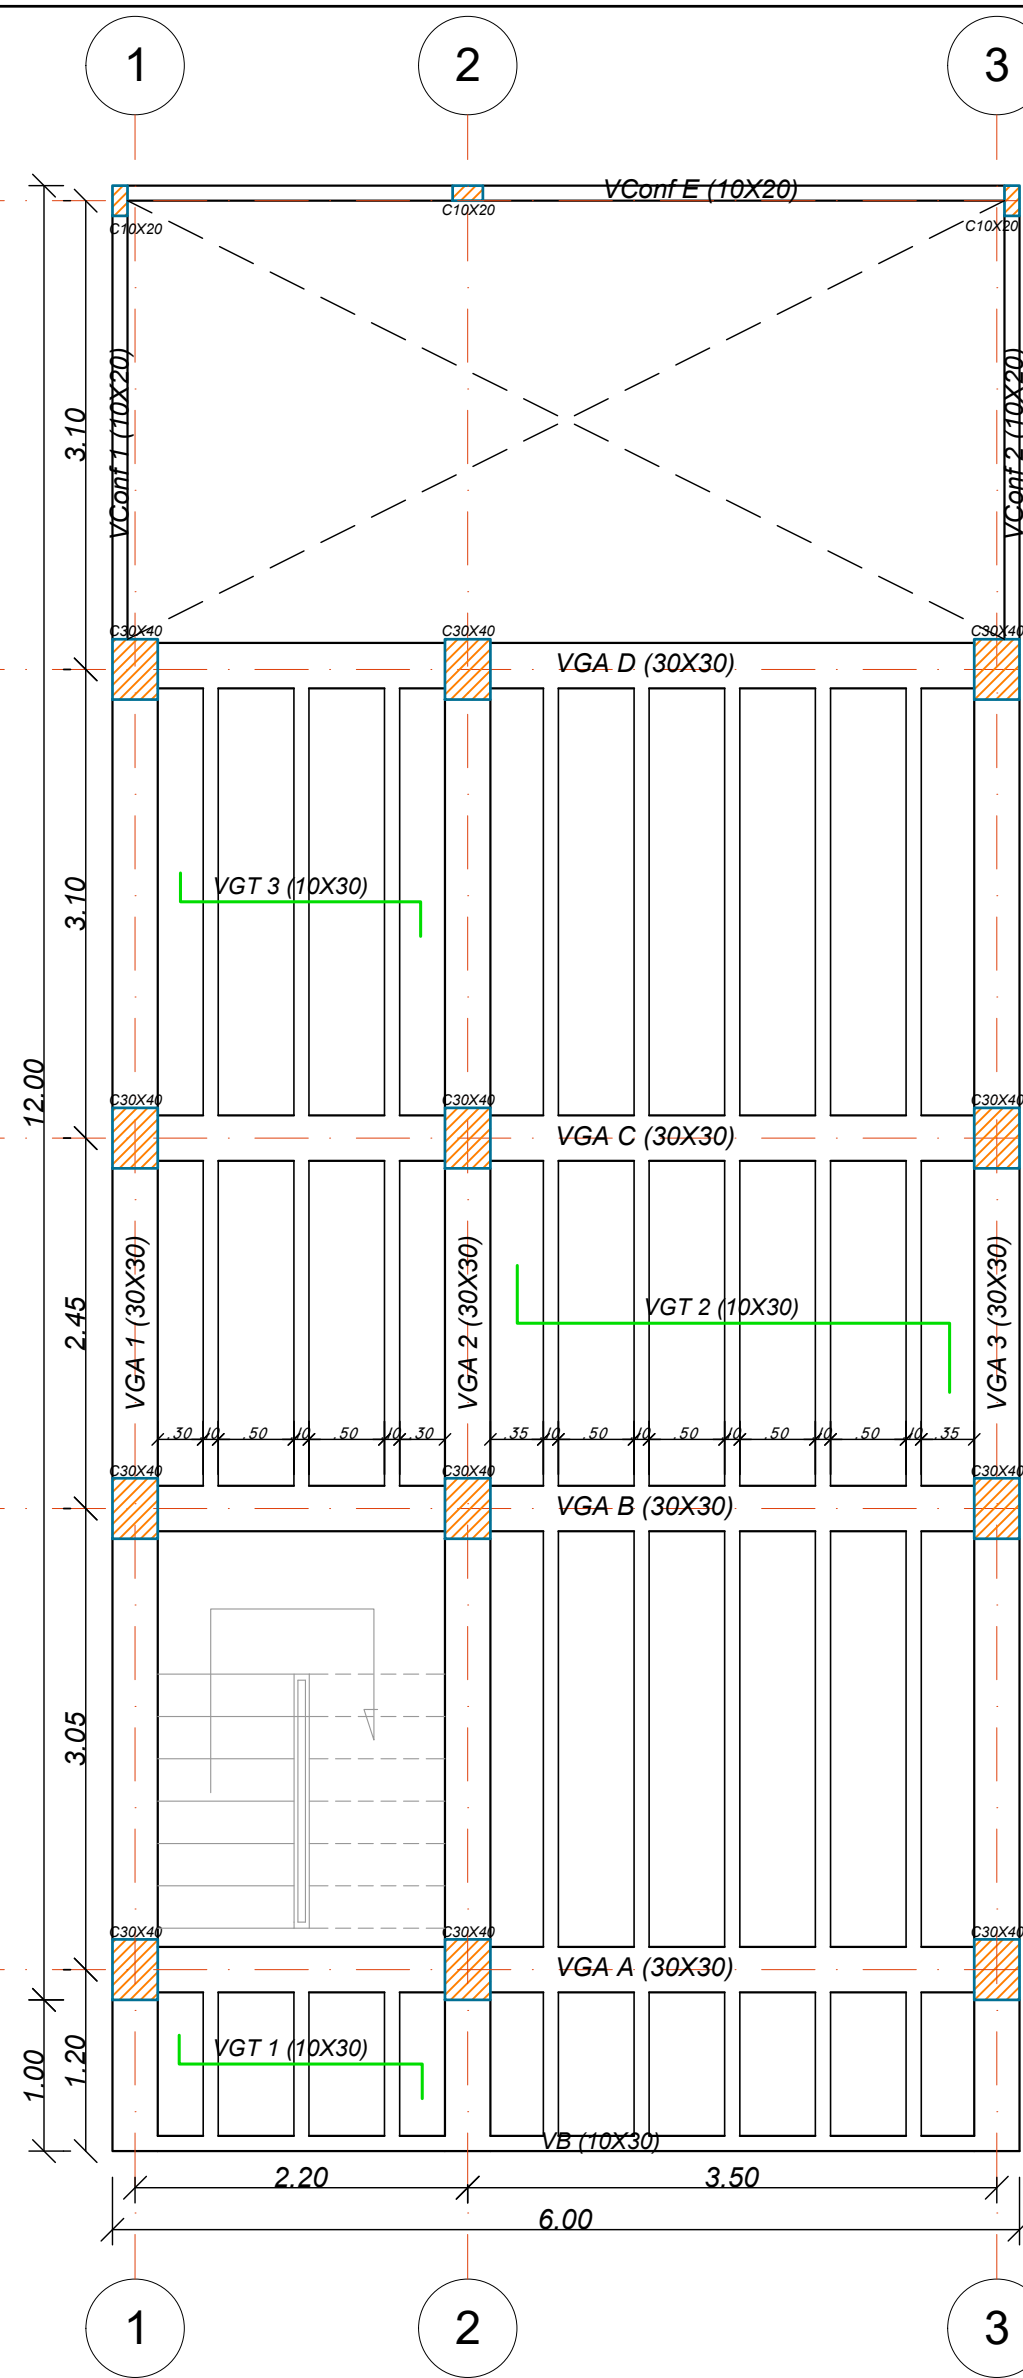 1 2 3
VConf E (10X20)
C10X20
C10X20 C10X20
VConf 1 (10X20)
VConf 2 (10X20)
3.10
C30X40 C30X40 C30X40
VGA D (30X30)
VGT 3 (10X30)
3.10
12.00
C30X40 C30X40 C30X40
VGA C (30X30)
VGA 1 (30X30)
VGA 2 (30X30)
VGA 3 (30X30)
2.45
VGT 2 (10X30)
.30 .10 .50 .10 .50 .10 .30 .35 .10 .50 .10 .50 .10 .50 .10 .50 .10 .35
C30X40 C30X40 C30X40
VGA B (30X30)
3.05
C30X40 C30X40 C30X40
VGA A (30X30)
VGT 1 (10X30)
1.00
1.20
VB (10X30)
2.20 3.50
6.00
1 2 3